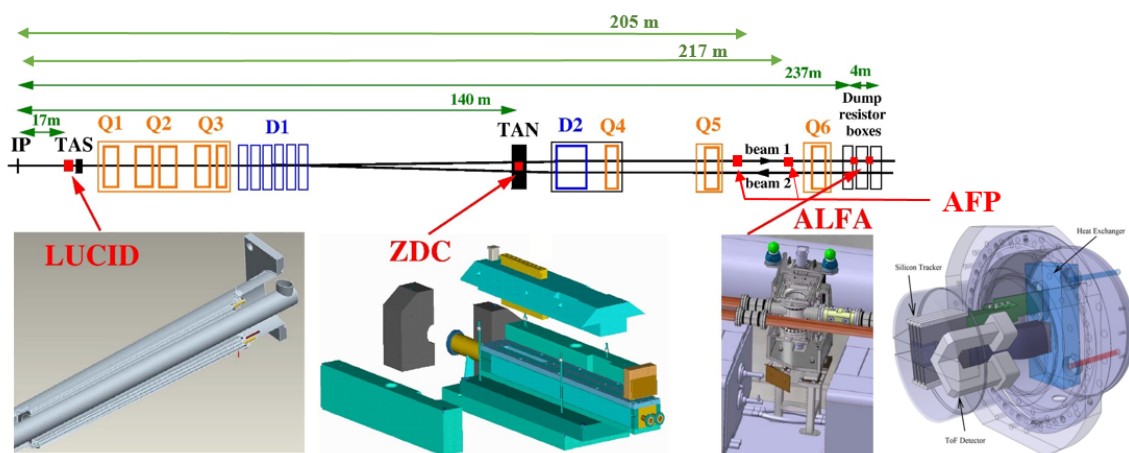 205 m
217 m
237m 4m
140 m
17m
Dump
resistor
boxes
IP TAS Q1 Q2 Q3 D1 TAN D2 Q4 Q5 Q6
beam 1
beam 2
LUCID
ZDC
ALFA
AFP
Heat Exchanger
Silicon Tracker
ToF Detector